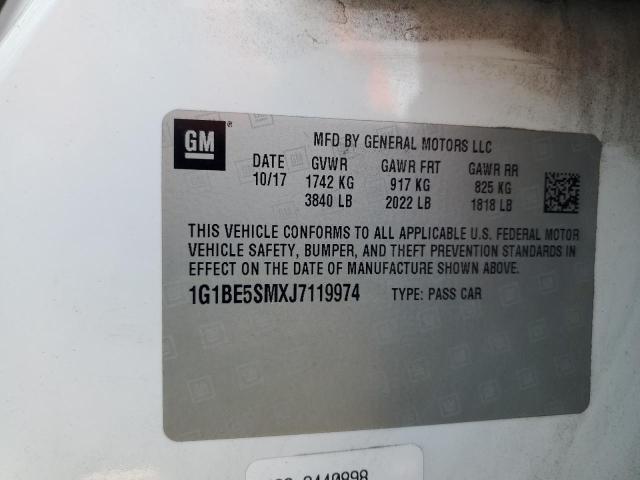 GM
MFD BY GENERAL MOTORS LLC
DATE GVWR GAWR FRT GAWR RR
10/17 1742 KG 917 KG 825 KG
3840 LB 2022 LB 1818 LB
THIS VEHICLE CONFORMS TO ALL APPLICABLE U.S. FEDERAL MOTOR
VEHICLE SAFETY, BUMPER, AND THEFT PREVENTION STANDARDS IN
EFFECT ON THE DATE OF MANUFACTURE SHOWN ABOVE.
1G1BE5SMXJ7119974 TYPE: PASS CAR